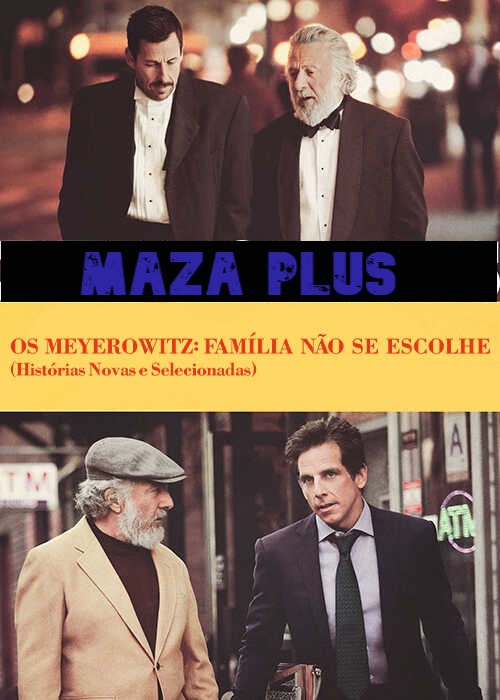 MAZA PLUS
OS MEYEROWITZ: FAMÍLIA NÃO SE ESCOLHE
(Histórias Novas e Selecionadas)
ATM
A
ATM